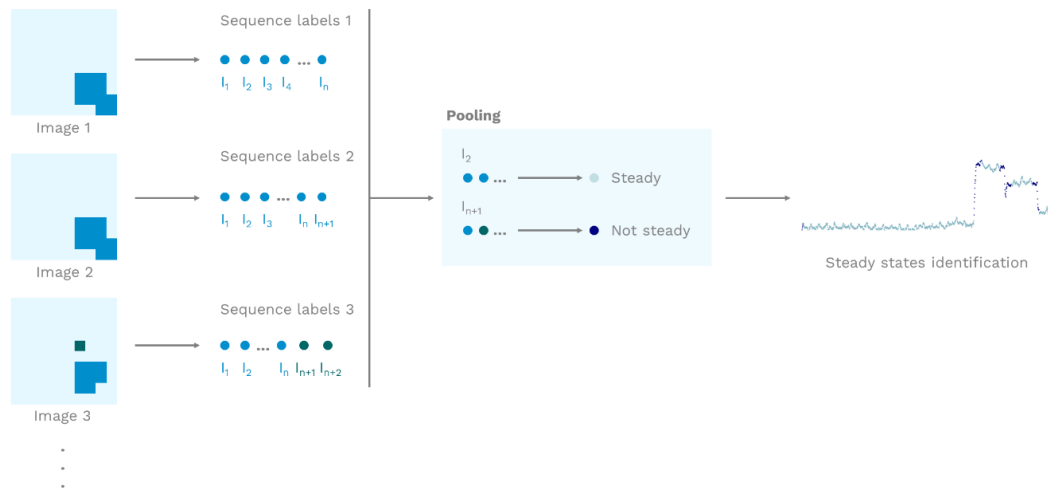 Sequence labels 1
... 
l₁ l₂ l₃ l₄ lₙ
Image 1
Sequence labels 2
...
l₁ l₂ l₃ lₙ lₙ₊₁
Image 2
Sequence labels 3
...
l₁ l₂ lₙ lₙ₊₁ lₙ₊₂
Image 3
Pooling
l₂
... Steady
lₙ₊₁
... Not steady
Steady states identification